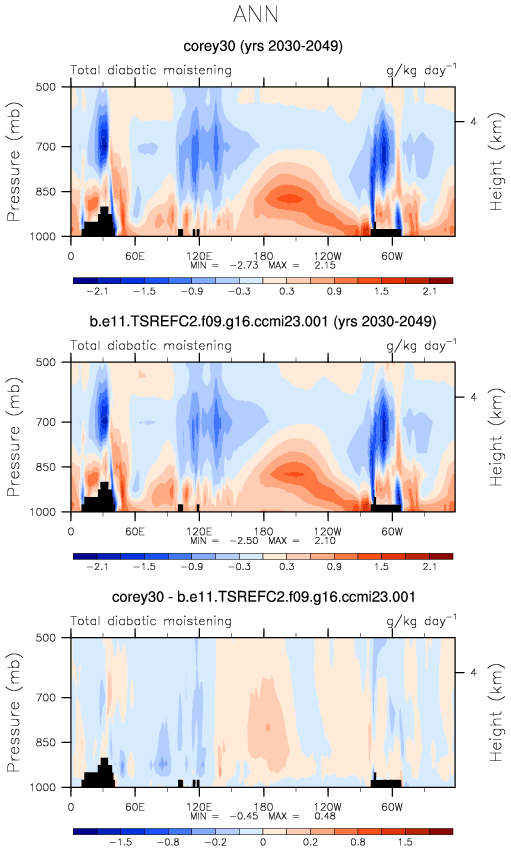 ANN
corey30 (yrs 2030-2049)
Total diabatic moistening g/kg day−1
500
700
850
1000
Pressure (mb)
4
Height (km)
0 60E 120E 180 120W 60W
MIN = −2.73 MAX = 2.15
−2.1 −1.5 −0.9 −0.3 0.3 0.9 1.5 2.1
b.e11.TSREFC2.f09.g16.ccmi23.001 (yrs 2030-2049)
Total diabatic moistening g/kg day−1
500
700
850
1000
Pressure (mb)
4
Height (km)
0 60E 120E 180 120W 60W
MIN = −2.50 MAX = 2.10
−2.1 −1.5 −0.9 −0.3 0.3 0.9 1.5 2.1
corey30 - b.e11.TSREFC2.f09.g16.ccmi23.001
Total diabatic moistening g/kg day−1
500
700
850
1000
Pressure (mb)
4
Height (km)
0 60E 120E 180 120W 60W
MIN = −0.45 MAX = 0.48
−1.5 −0.8 −0.2 0 0.2 0.8 1.5